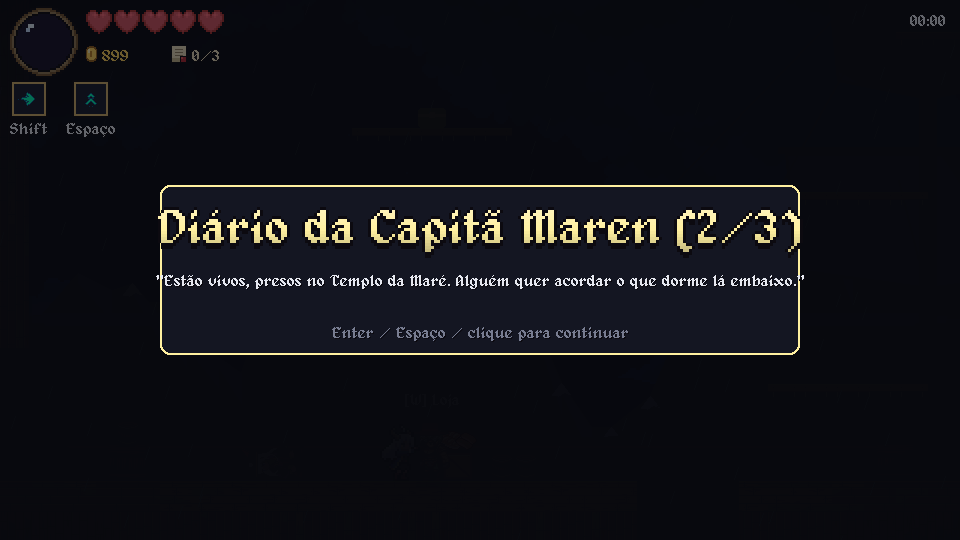 00:00
899
0/3
Shift Espaço
Diário da Capitã Maren (2/3)
"Estão vivos, presos no Templo da Maré. Alguém quer acordar o que dorme lá embaixo."
Enter / Espaço / clique para continuar